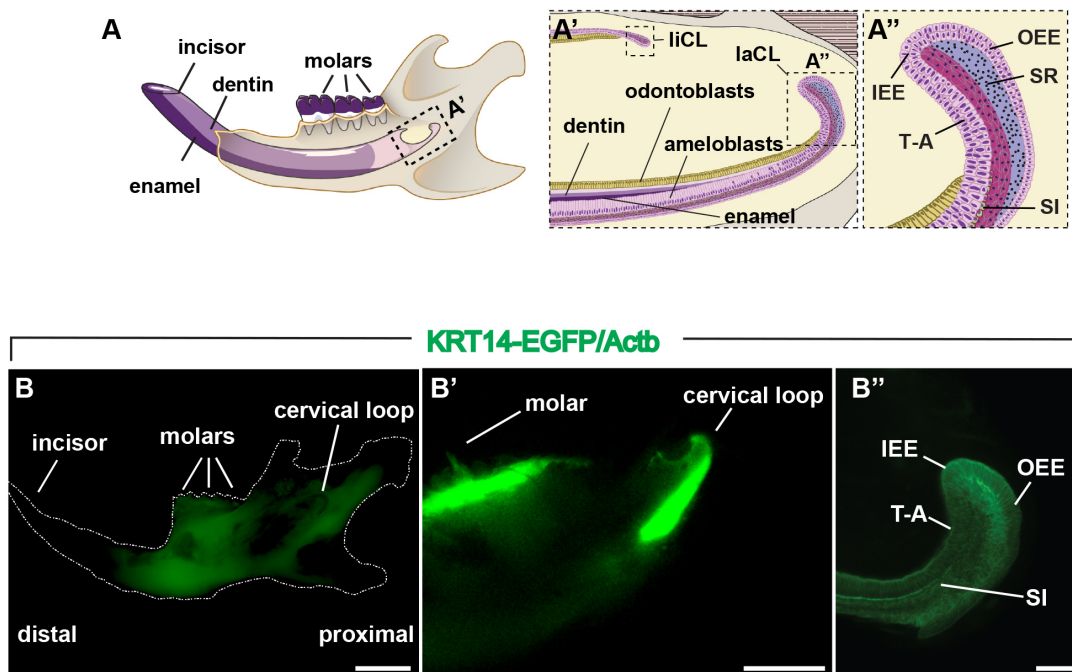 A
incisor
dentin
molars
A'
enamel
A'
liCL
laCL
A''
odontoblasts
dentin
ameloblasts
enamel
A''
OEE
SR
IEE
T-A
SI
KRT14-EGFP/Actb
B
incisor
molars
cervical loop
distal
proximal
B'
molar
cervical loop
B''
IEE
OEE
T-A
SI